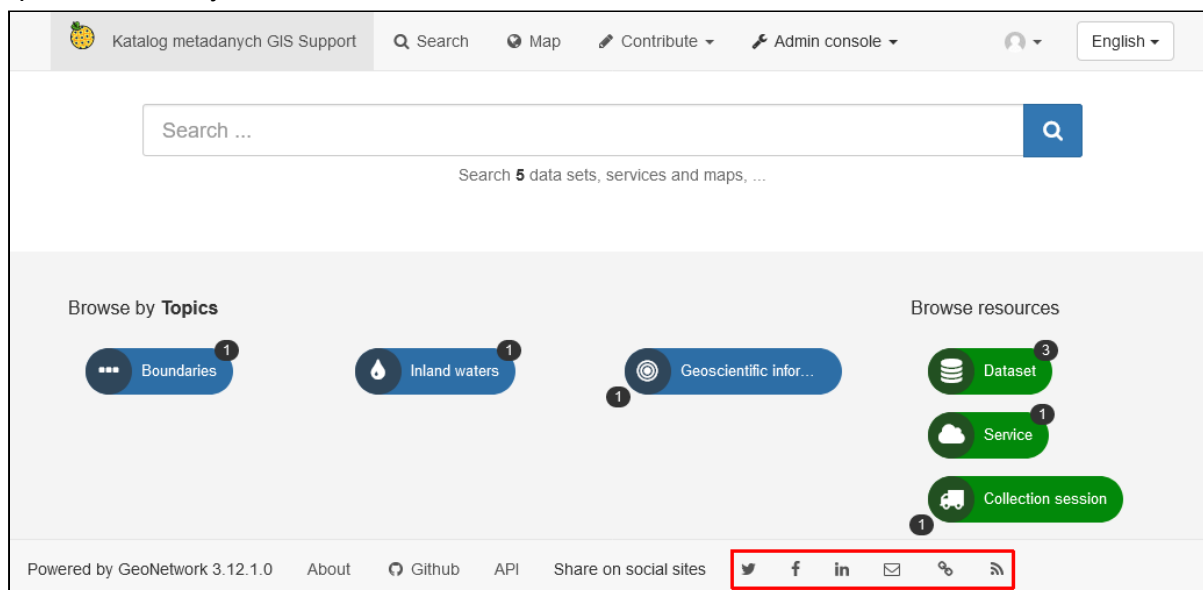 Katalog metadanych GIS Support Search Map Contribute Admin console English
Search ...
Search 5 data sets, services and maps, ...
Browse by Topics Browse resources
1 1 3
Boundaries Inland waters Geoscientific infor... Dataset
1
1
Service
Collection session
1
Powered by GeoNetwork 3.12.1.0 About Github API Share on social sites